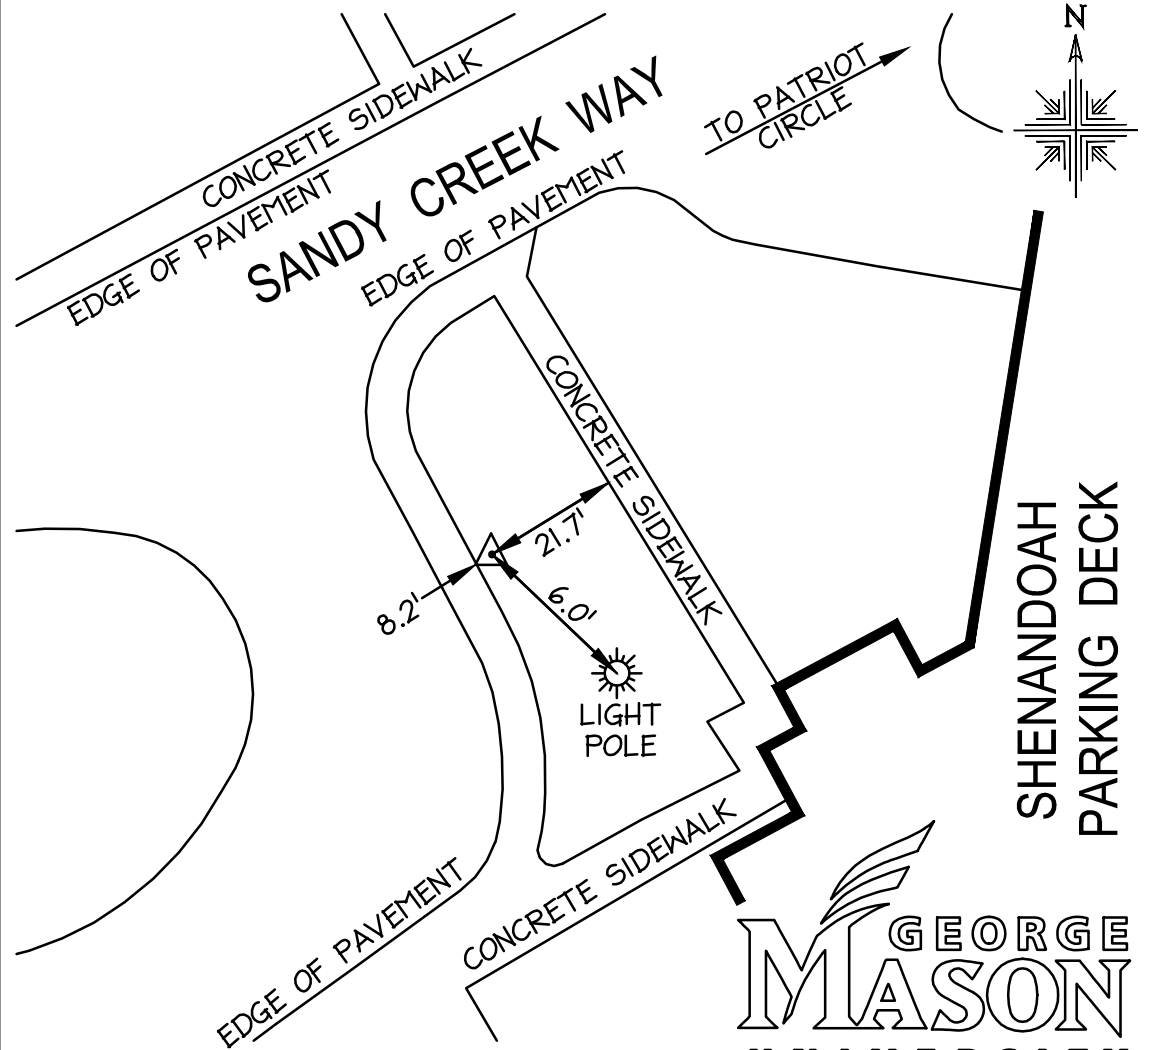 N
CONCRETE SIDEWALK
TO PATRIOT
CIRCLE
EDGE OF PAVEMENT
SANDY CREEK WAY
EDGE OF PAVEMENT
CONCRETE SIDEWALK
21.7'
8.2'
6.0'
LIGHT
POLE
SHENANDOAH
PARKING DECK
CONCRETE SIDEWALK
EDGE OF PAVEMENT
GEORGE
MASON